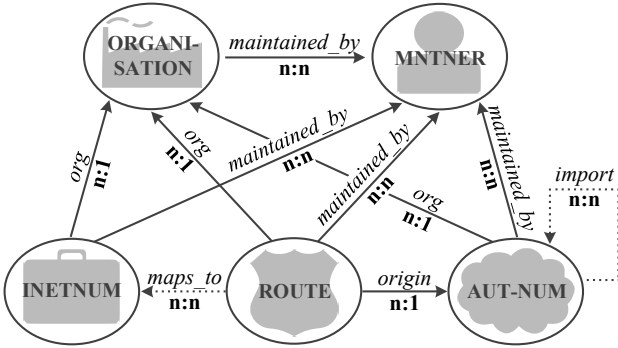 ORGANI-
SATION
maintained_by
n:n
MNTNER
org
n:1
org
n:1
maintained_by
n:n
maintained_by
n:n
org
n:1
maintained_by
n:n
import
n:n
INETNUM
maps_to
n:n
ROUTE
origin
n:1
AUT-NUM